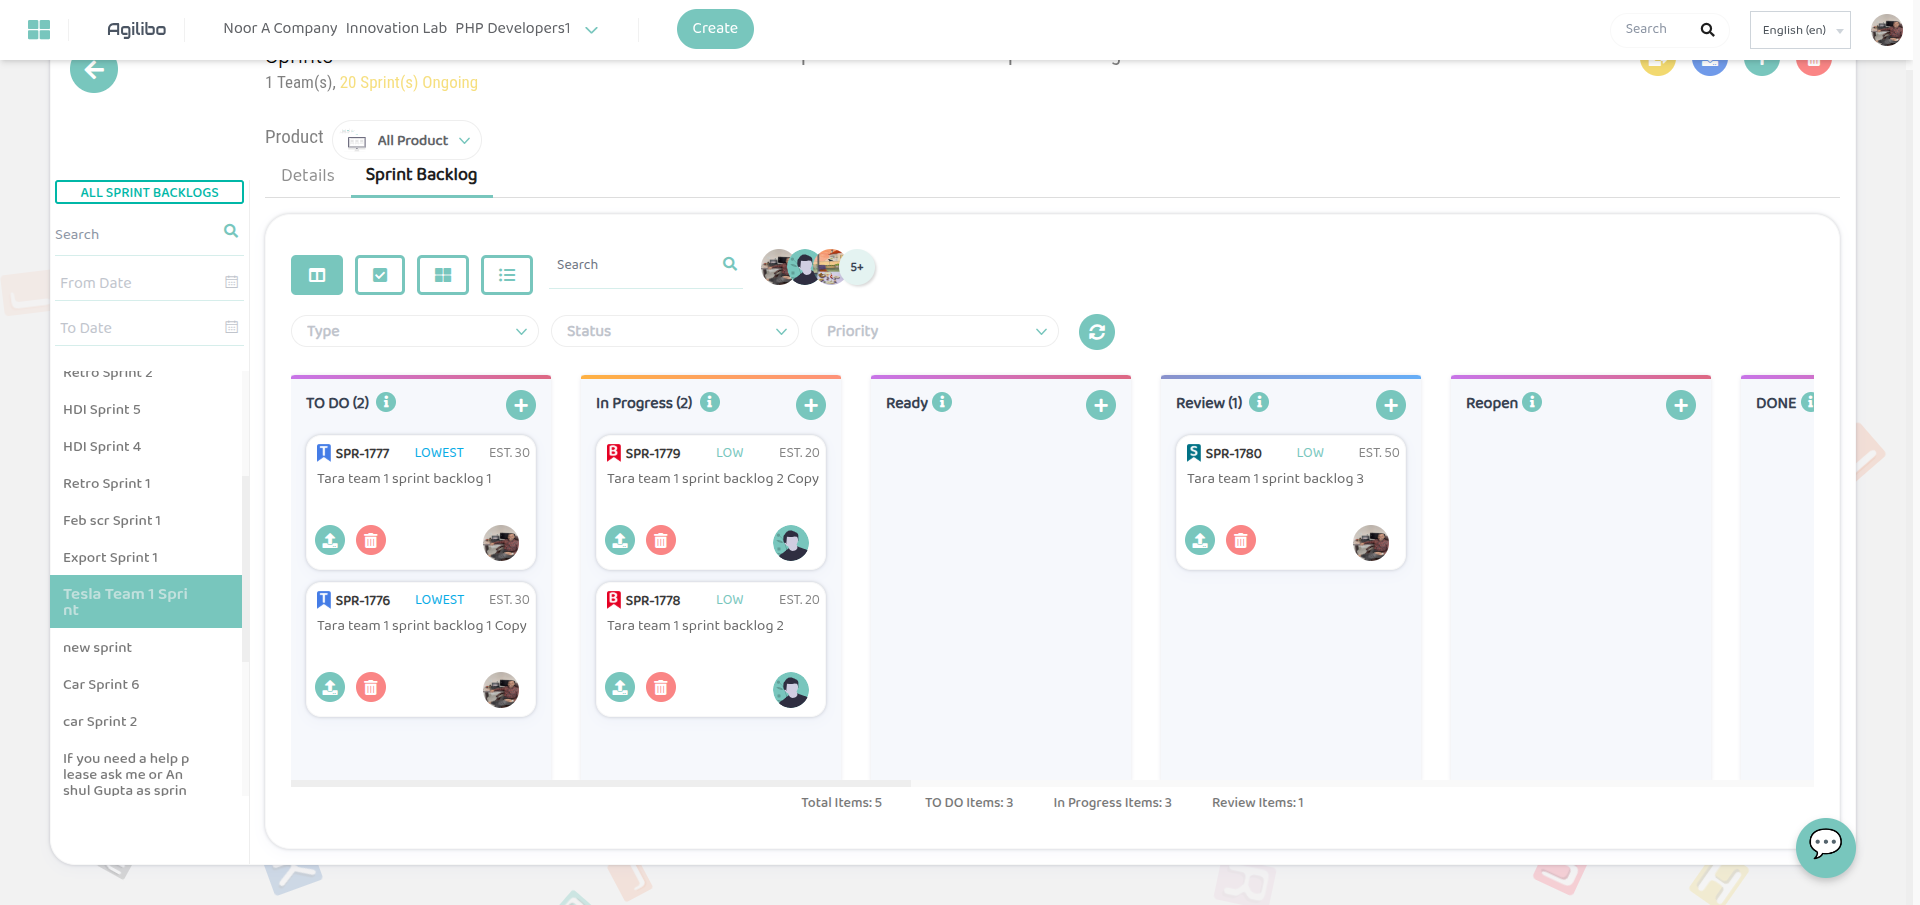 Agilibo
Noor A Company Innovation Lab PHP Developers1
Create
Search
English (en)
Sprints
1 Team(s), 20 Sprint(s) Ongoing
Product
All Product
Details
Sprint Backlog
ALL SPRINT BACKLOGS
Search
From Date
To Date
Retro Sprint 2
HDI Sprint 5
HDI Sprint 4
Retro Sprint 1
Feb scr Sprint 1
Export Sprint 1
Tesla Team 1 Spri
nt
new sprint
Car Sprint 6
car Sprint 2
If you need a help p
lease ask me or An
shul Gupta as sprin
Search
5+
Type
Status
Priority
TO DO (2)
SPR-1777 LOWEST EST. 30
Tara team 1 sprint backlog 1
SPR-1776 LOWEST EST. 30
Tara team 1 sprint backlog 1 Copy
In Progress (2)
SPR-1779 LOW EST. 20
Tara team 1 sprint backlog 2 Copy
SPR-1778 LOW EST. 20
Tara team 1 sprint backlog 2
Ready
Review (1)
SPR-1780 LOW EST. 50
Tara team 1 sprint backlog 3
Reopen
DONE
Total Items: 5 TO DO Items: 3 In Progress Items: 3 Review Items: 1